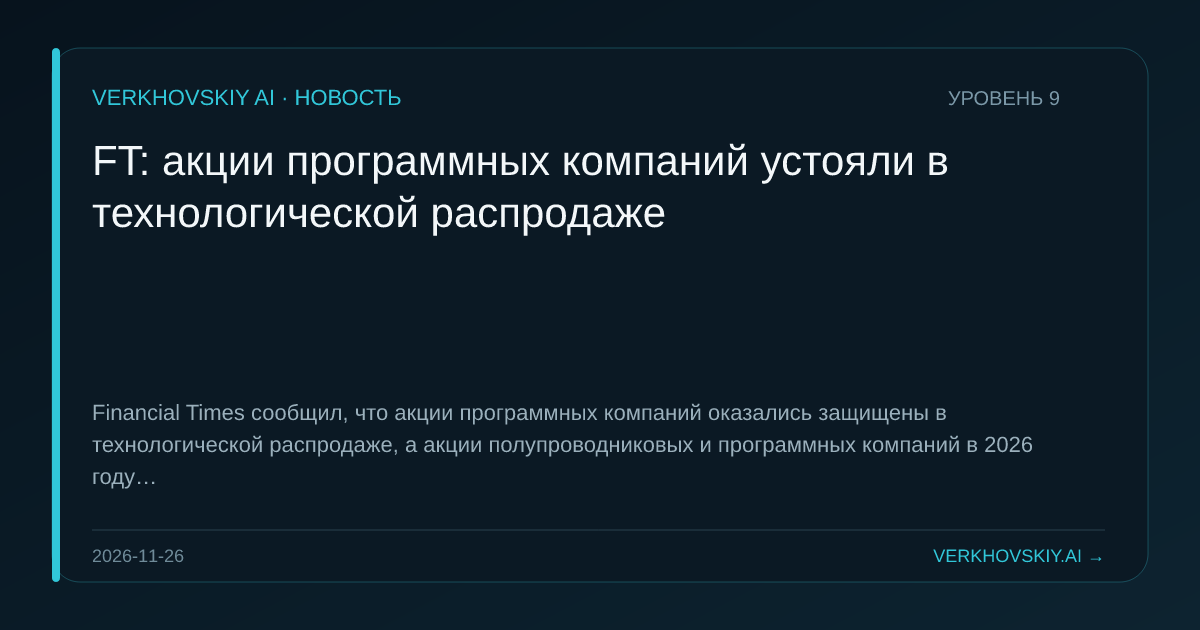 VERKHOVSKIY AI · НОВОСТЬ
УРОВЕНЬ 9
FT: акции программных компаний устояли в
технологической распродаже
Financial Times сообщил, что акции программных компаний оказались защищены в
технологической распродаже, а акции полупроводниковых и программных компаний в 2026
году…
2026-11-26
VERKHOVSKIY.AI →